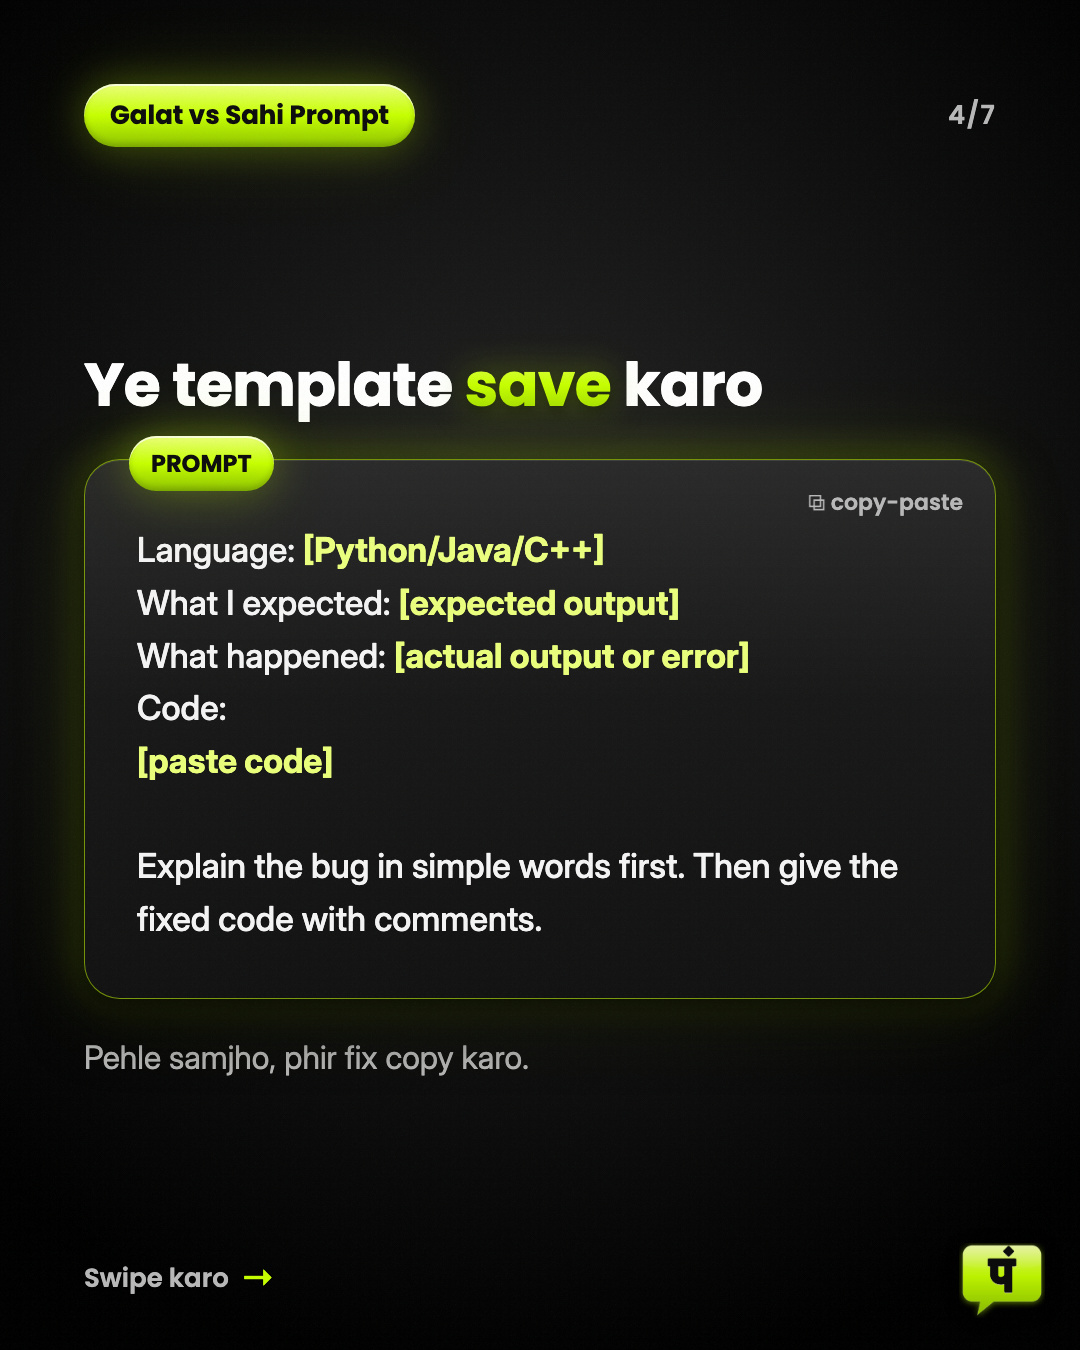 Galat vs Sahi Prompt
4/7
Ye template save karo
PROMPT
copy-paste
Language: [Python/Java/C++]
What I expected: [expected output]
What happened: [actual output or error]
Code:
[paste code]
Explain the bug in simple words first. Then give the
fixed code with comments.
Pehle samjho, phir fix copy karo.
Swipe karo →
पं